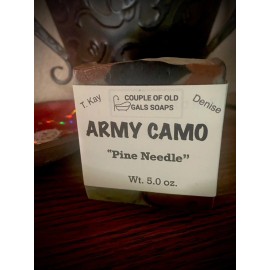 T. Kay
COUPLE OF OLD
GALS SOAPS
Denise
ARMY CAMO
"Pine Needle"
Wt. 5.0 oz.